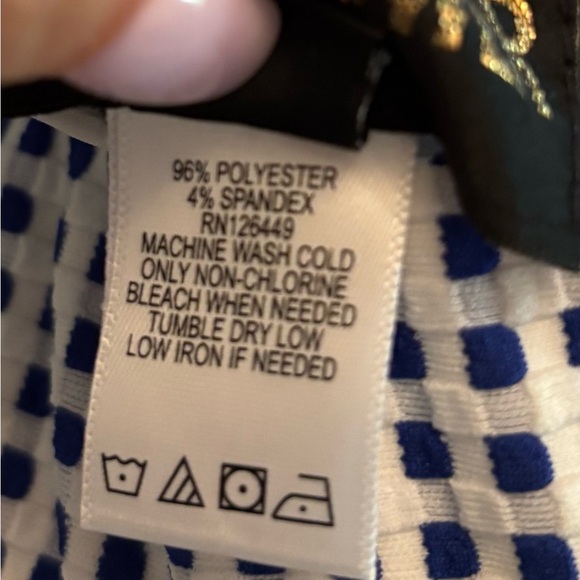 96% POLYESTER
4% SPANDEX
RN126449
MACHINE WASH COLD
ONLY NON-CHLORINE
BLEACH WHEN NEEDED
TUMBLE DRY LOW
LOW IRON IF NEEDED